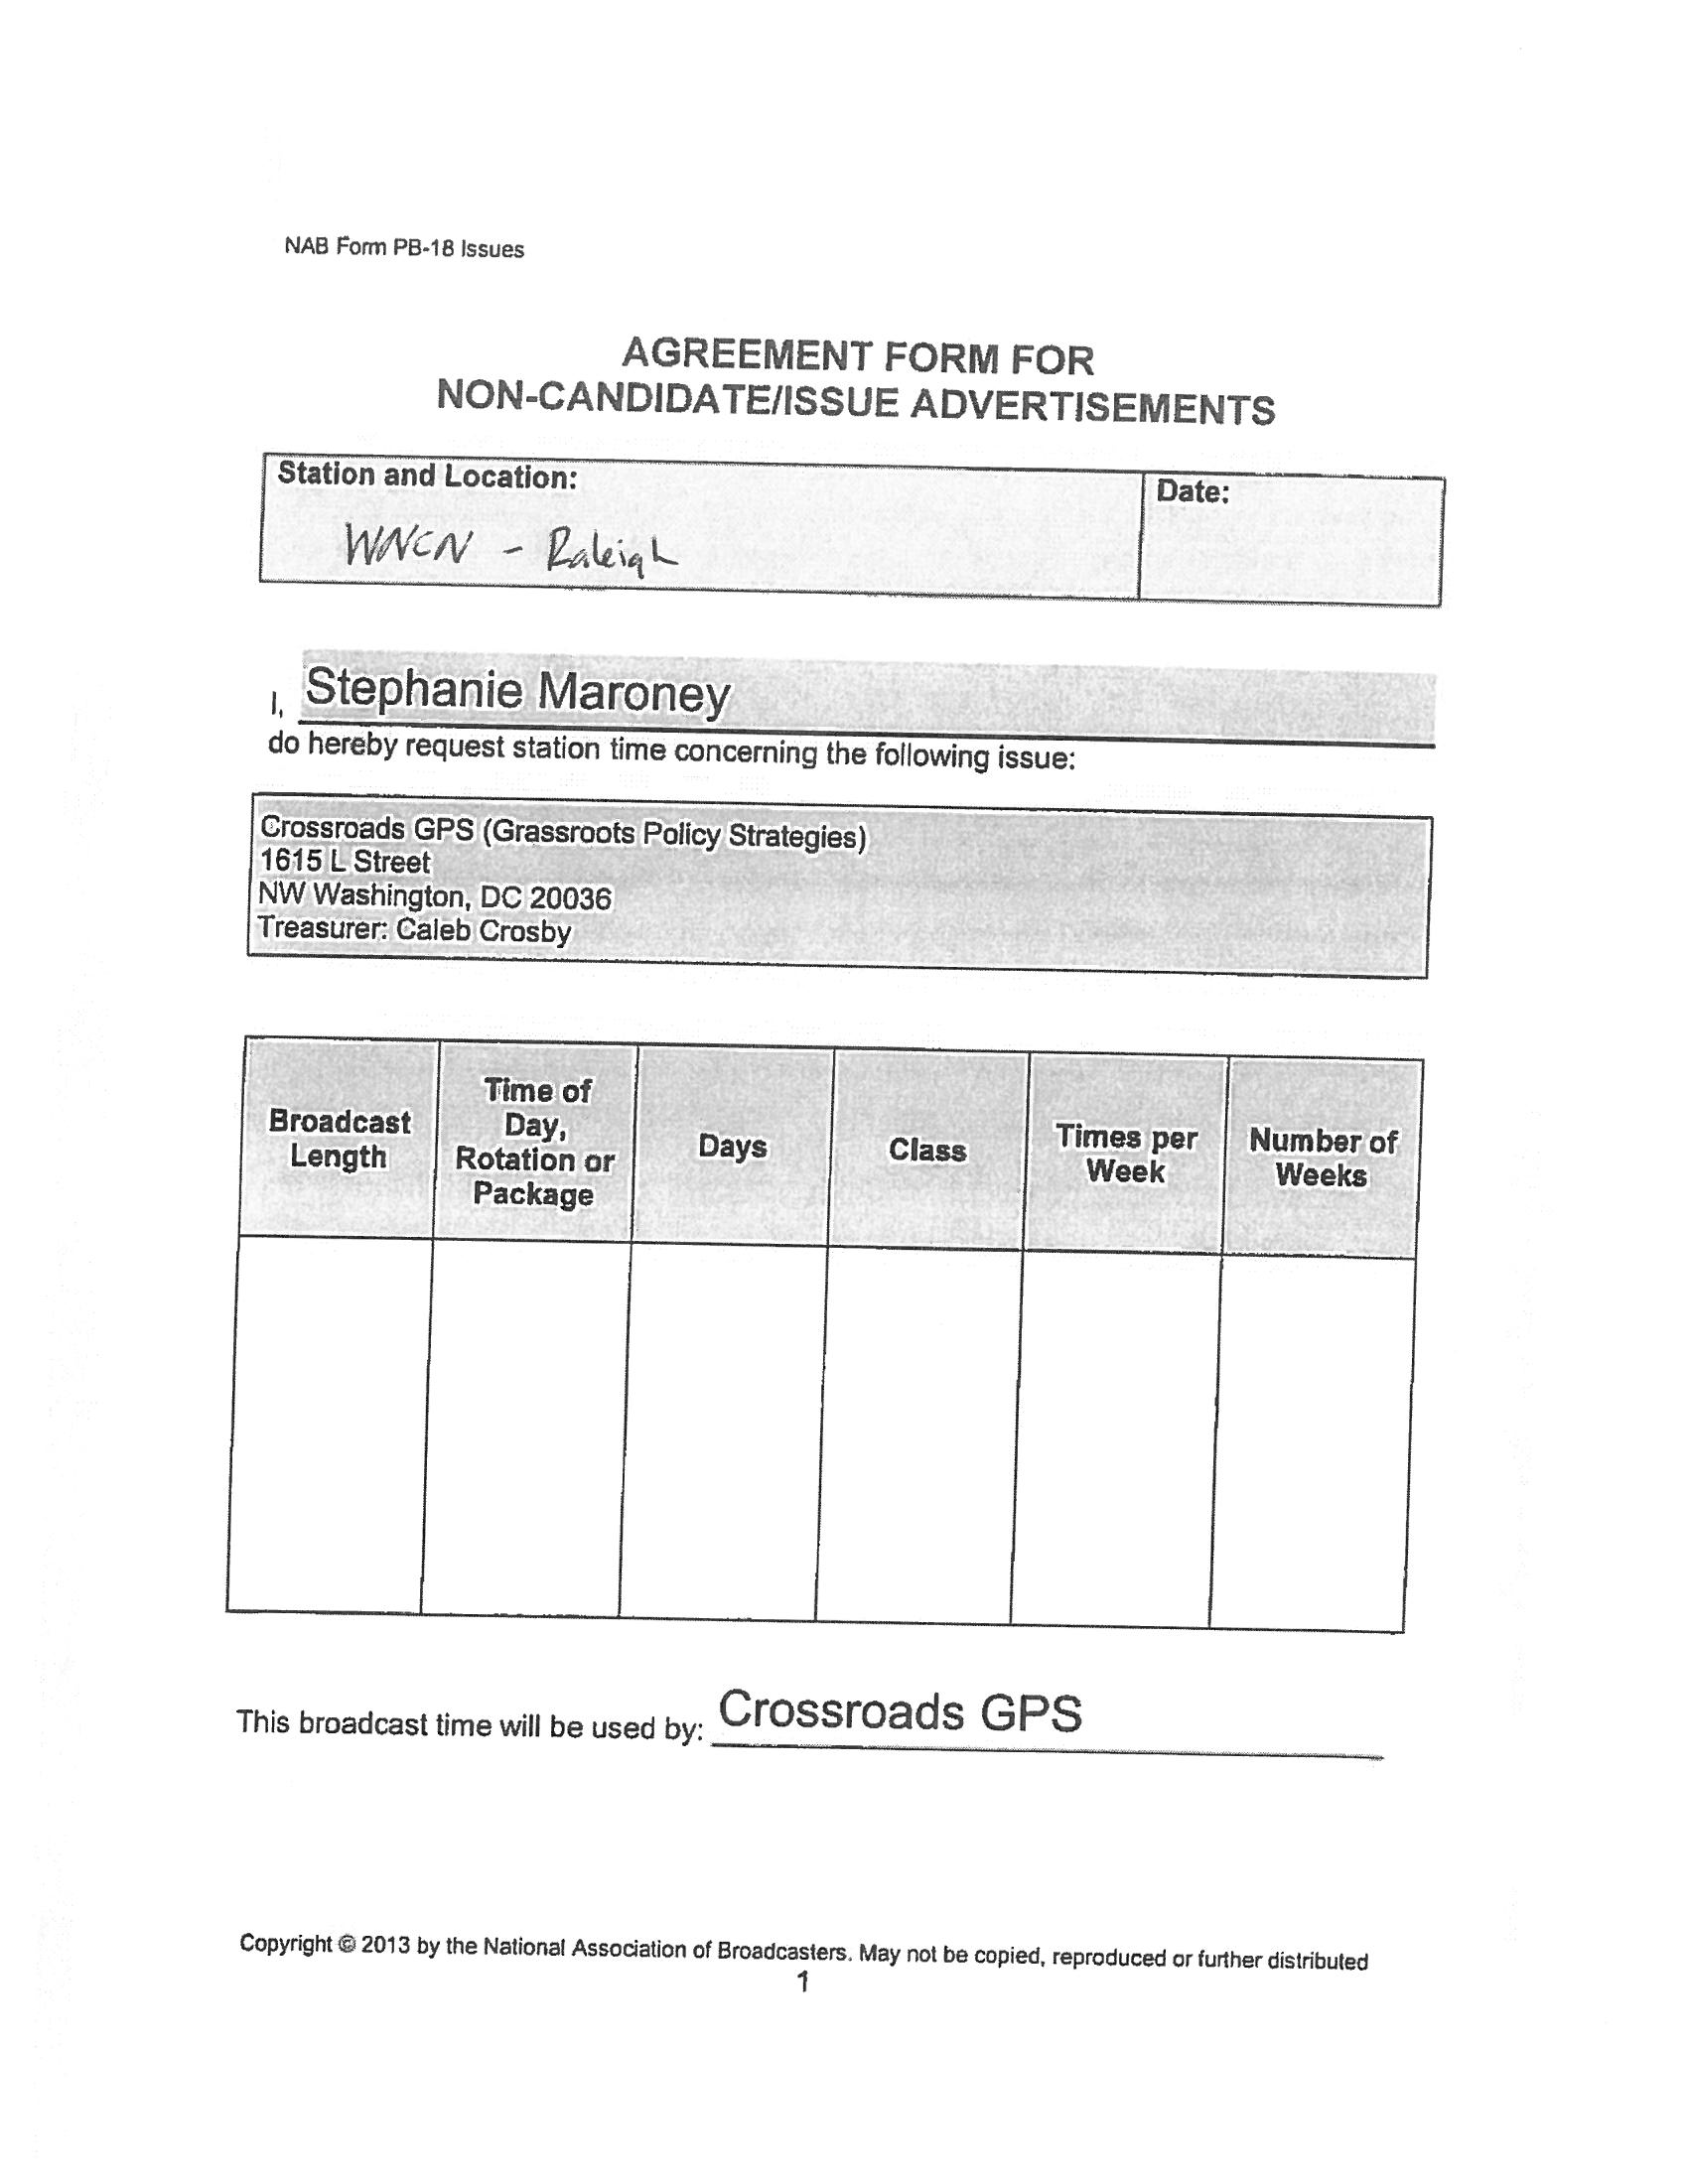 NAB Form PB-18 Issues
AGREEMENT FORM FOR
NON-CANDIDATE/ISSUE ADVERTISEMENTS
Station and Location:
Date:
WNCN - Raleigh
I, Stephanie Maroney
do hereby request station time concerning the following issue:
Crossroads GPS (Grassroots Policy Strategies)
1615 L Street
NW Washington, DC 20036
Treasurer: Caleb Crosby
Broadcast
Length
Time of
Day,
Rotation or
Package
Days
Class
Times per
Week
Number of
Weeks
This broadcast time will be used by: Crossroads GPS
Copyright © 2013 by the National Association of Broadcasters. May not be copied, reproduced or further distributed
1